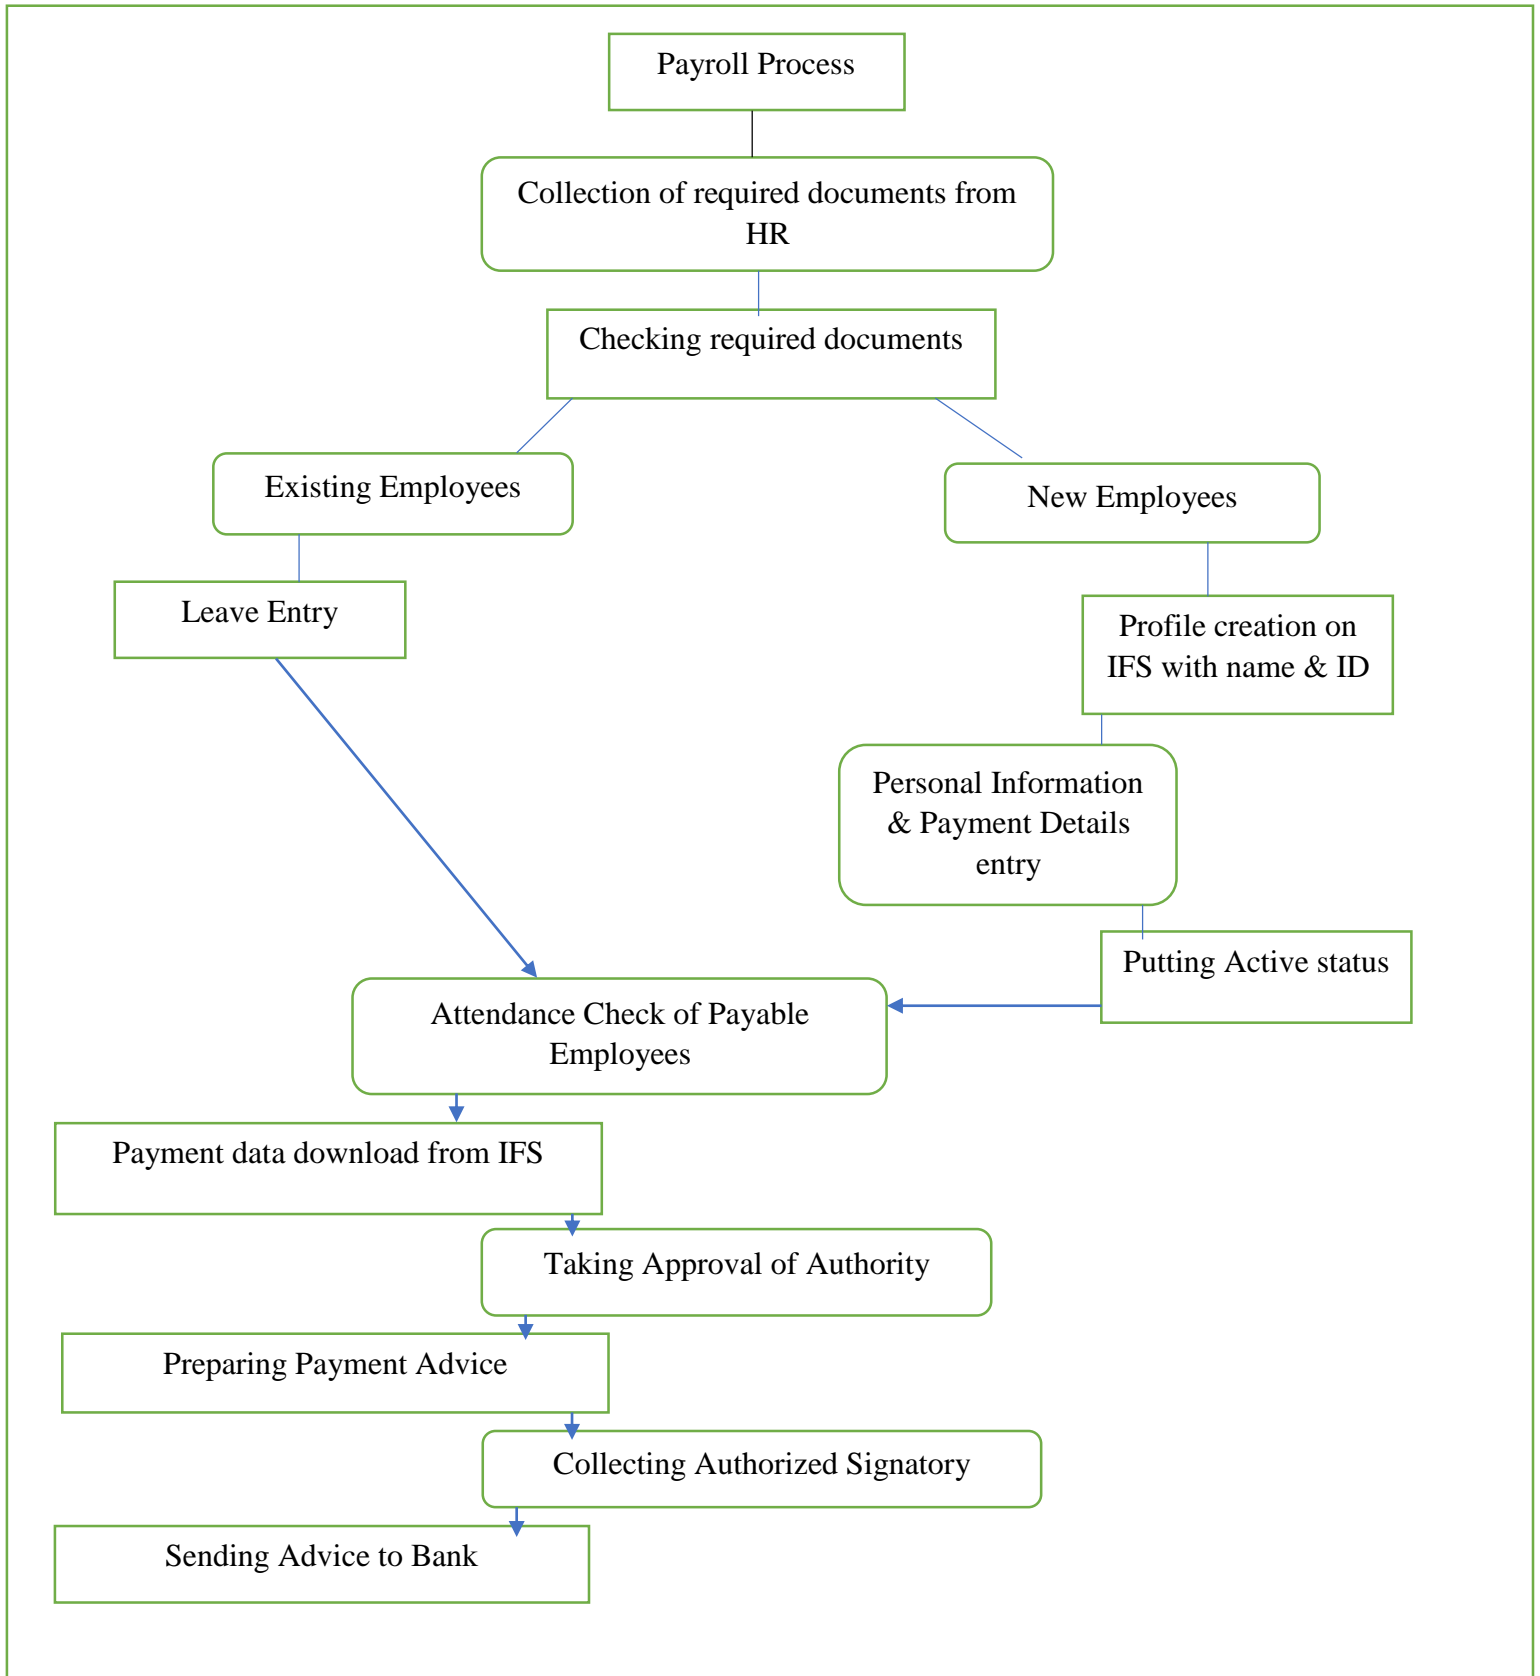 Payroll Process
Collection of required documents from
HR
Checking required documents
Existing Employees
New Employees
Leave Entry
Profile creation on
IFS with name & ID
Personal Information
& Payment Details
entry
Putting Active status
Attendance Check of Payable
Employees
Payment data download from IFS
Taking Approval of Authority
Preparing Payment Advice
Collecting Authorized Signatory
Sending Advice to Bank